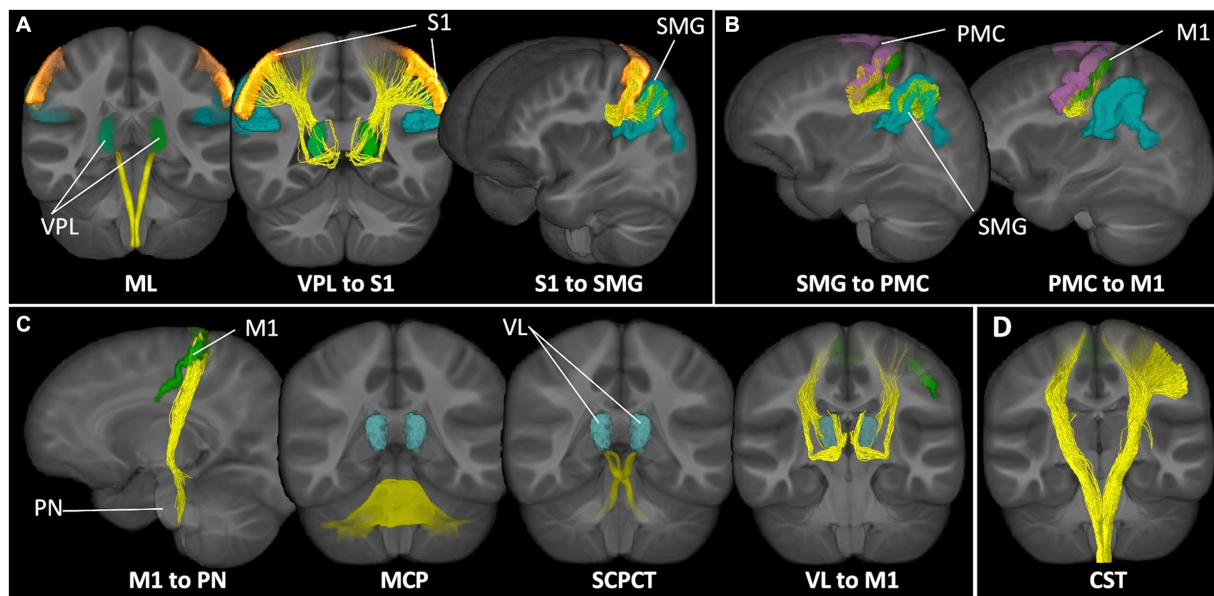 A
S1
SMG
VPL
ML
VPL to S1
S1 to SMG
B
PMC
M1
SMG
SMG to PMC
PMC to M1
C
M1
VL
PN
M1 to PN
MCP
SCPCT
VL to M1
D
CST